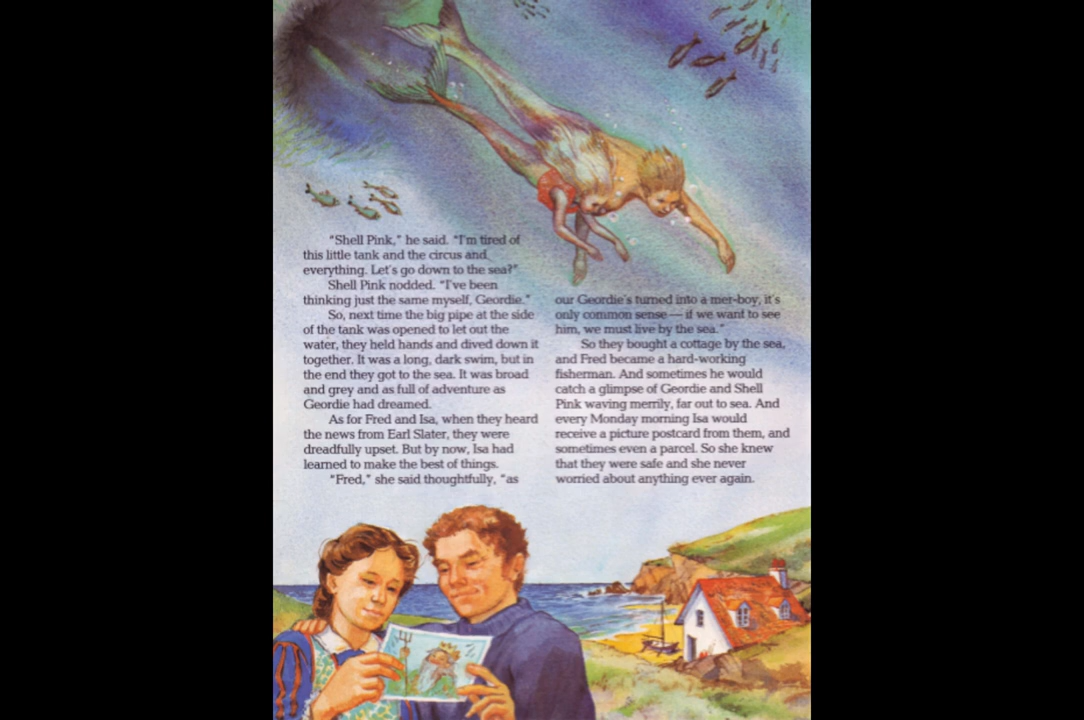 "Shell Pink," he said. "I'm tired of
this little tank and the circus and
everything. Let's go down to the sea?"
Shell Pink nodded. "I've been
thinking just the same myself, Geordie."
So, next time the big pipe at the side
of the tank was opened to let out the
water, they held hands and dived down it
together. It was a long, dark swim, but in
the end they got to the sea. It was broad
and grey and as full of adventure as
Geordie had dreamed.
As for Fred and Isa, when they heard
the news from Earl Slater, they were
dreadfully upset. But by now, Isa had
learned to make the best of things.
"Fred," she said thoughtfully, "as
our Geordie's turned into a mer-boy, it's
only common sense — if we want to see
him, we must live by the sea."
So they bought a cottage by the sea,
and Fred became a hard-working
fisherman. And sometimes he would
catch a glimpse of Geordie and Shell
Pink waving merrily, far out to sea. And
every Monday morning Isa would
receive a picture postcard from them, and
sometimes even a parcel. So she knew
that they were safe and she never
worried about anything ever again.